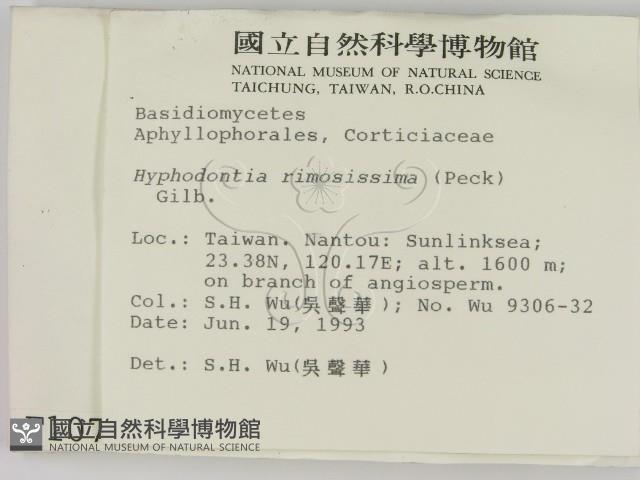 國立自然科學博物館
NATIONAL MUSEUM OF NATURAL SCIENCE
TAICHUNG, TAIWAN, R.O.CHINA
Basidiomycetes
Aphyllophorales, Corticiaceae
Hyphodontia rimosissima (Peck)
Gilb.
Loc.: Taiwan. Nantou: Sunlinksea;
23.38N, 120.17E; alt. 1600 m;
on branch of angiosperm.
Col.: S.H. Wu(吳聲華); No. Wu 9306-32
Date: Jun. 19, 1993
Det.: S.H. Wu(吳聲華)
7107
國立自然科學博物館
NATIONAL MUSEUM OF NATURAL SCIENCE